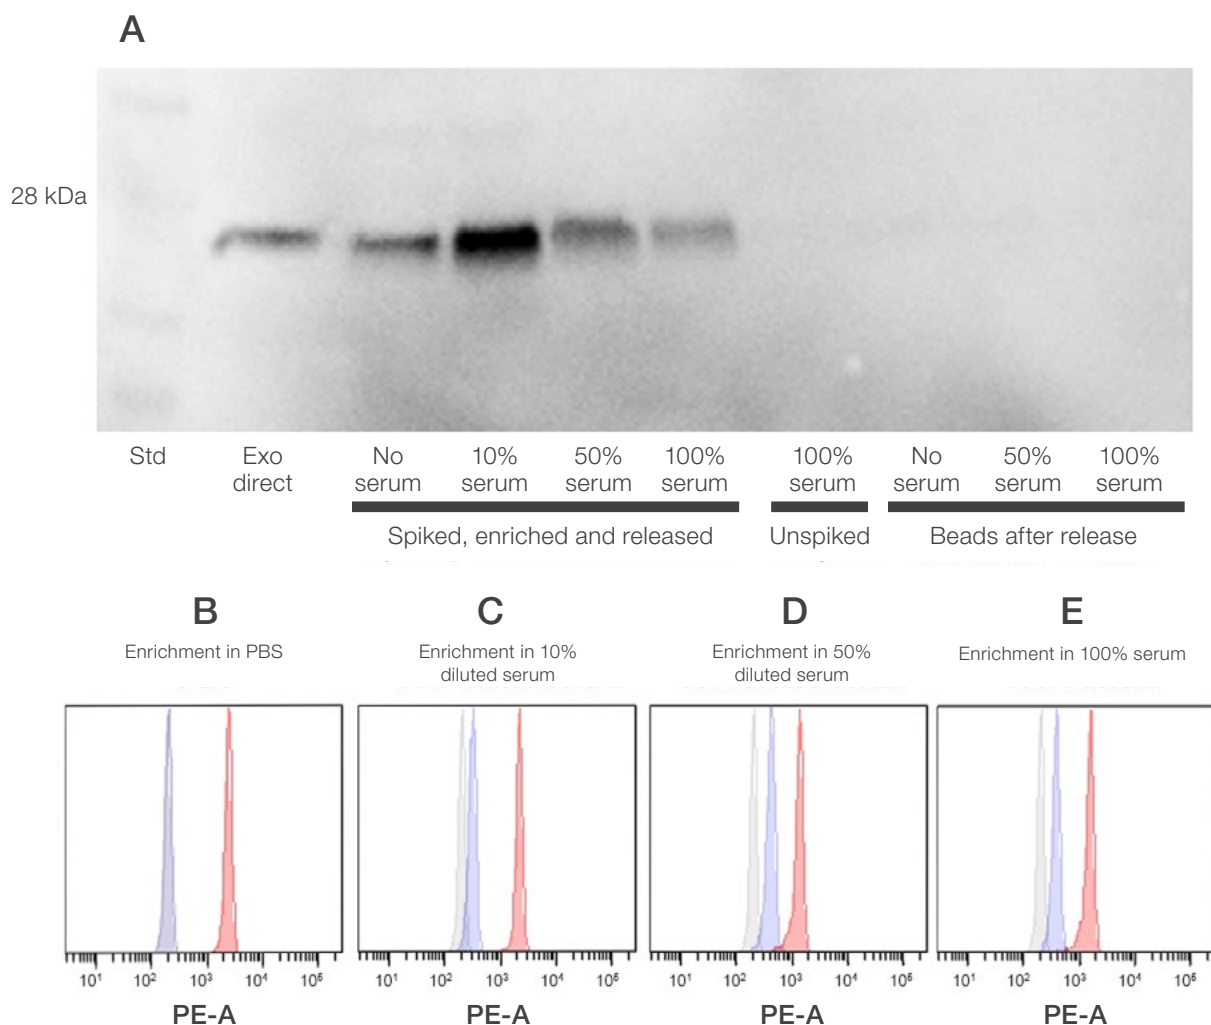 A
28 kDa
Std
Exo
direct
No
serum
10%
serum
50%
serum
100%
serum
100%
serum
No
serum
50%
serum
100%
serum
Spiked, enriched and released
Unspiked
Beads after release
B
Enrichment in PBS
C
Enrichment in 10%
diluted serum
D
Enrichment in 50%
diluted serum
E
Enrichment in 100% serum
10¹ 10² 10³ 10⁴ 10⁵
PE-A
10¹ 10² 10³ 10⁴ 10⁵
PE-A
10¹ 10² 10³ 10⁴ 10⁵
PE-A
10¹ 10² 10³ 10⁴ 10⁵
PE-A